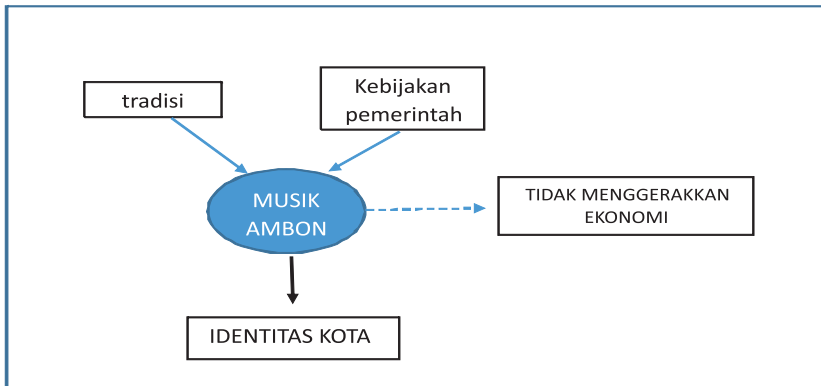 tradisi
Kebijakan
pemerintah
MUSIK
AMBON
TIDAK MENGGERAKKAN
EKONOMI
IDENTITAS KOTA